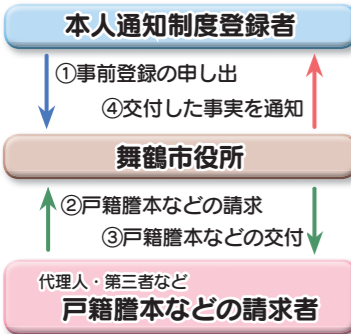 本人通知制度登録者
①事前登録の申し出
④交付した事実を通知
舞鶴市役所
②戸籍謄本などの請求
③戸籍謄本などの交付
代理人・第三者など
戸籍謄本などの請求者